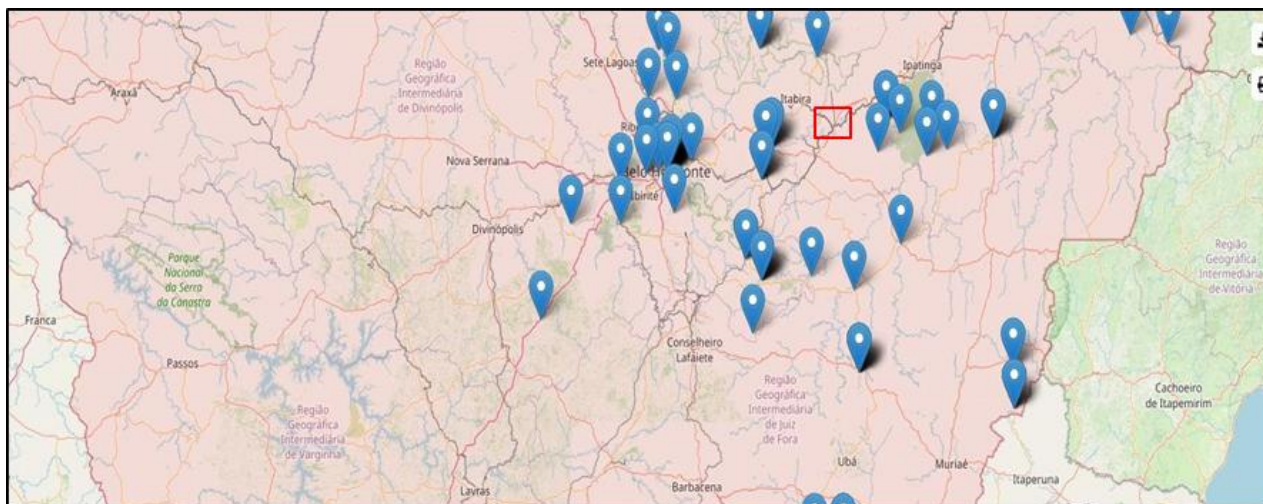 Ipatinga
Sete Lagoas
Região
Geográfica
Intermediária
de Divinópolis
Araxá
Itabira
Nova Serrana
Ibirité
Divinópolis
Parque
Nacional
da Serra
da Canastra
Região
Geográfica
Intermediária
de Vitória
Franca
Conselheiro
Lafaiete
Passos
Região
Geográfica
Intermediária
de Juiz
de Fora
Cachoeiro
de Itapemirim
Região
Geográfica
Intermediária
de Varginha
Ubá
Muriaé
Itaperuna
Lavras
Barbacena